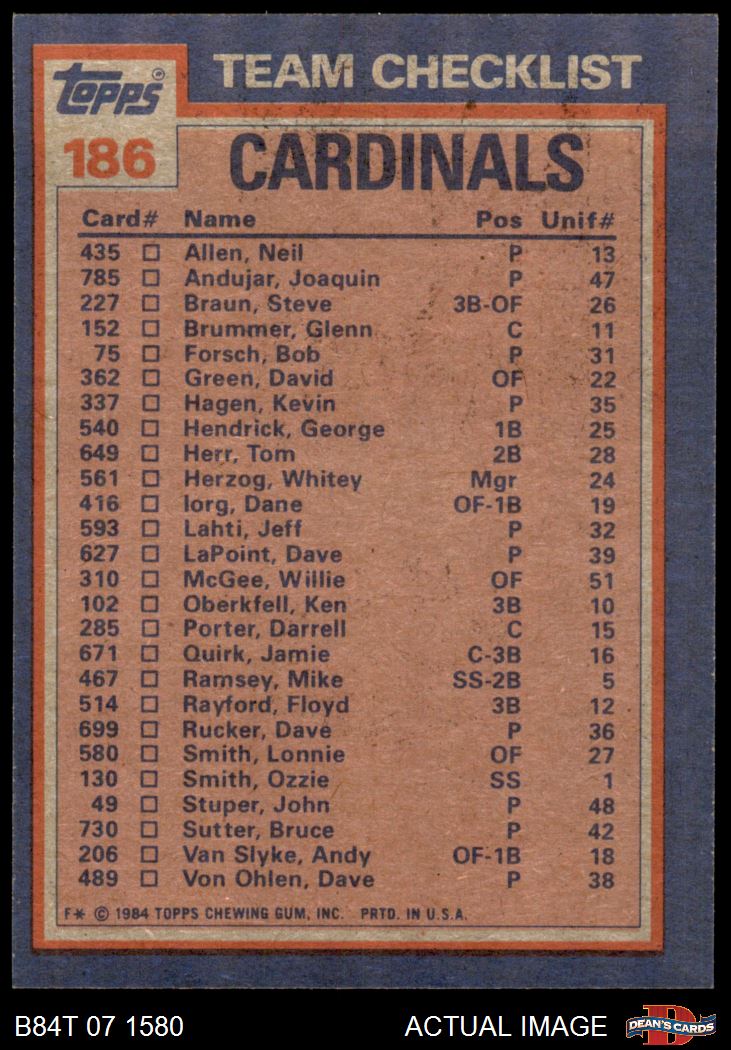 TOPPS®
TEAM CHECKLIST
186
CARDINALS
Card# Name Pos Unif#
435 Allen, Neil P 13
785 Andujar, Joaquin P 47
227 Braun, Steve 3B-OF 26
152 Brummer, Glenn C 11
75 Forsch, Bob P 31
362 Green, David OF 22
337 Hagen, Kevin P 35
540 Hendrick, George 1B 25
649 Herr, Tom 2B 28
561 Herzog, Whitey Mgr 24
416 Iorg, Dane OF-1B 19
593 Lahti, Jeff P 32
627 LaPoint, Dave P 39
310 McGee, Willie OF 51
102 Oberkfell, Ken 3B 10
285 Porter, Darrell C 15
671 Quirk, Jamie C-3B 16
467 Ramsey, Mike SS-2B 5
514 Rayford, Floyd 3B 12
699 Rucker, Dave P 36
580 Smith, Lonnie OF 27
130 Smith, Ozzie SS 1
49 Stuper, John P 48
730 Sutter, Bruce P 42
206 Van Slyke, Andy OF-1B 18
489 Von Ohlen, Dave P 38
F* © 1984 TOPPS CHEWING GUM, INC. PRTD. IN U.S.A.
B84T 07 1580 ACTUAL IMAGE
DEAN'S CARDS